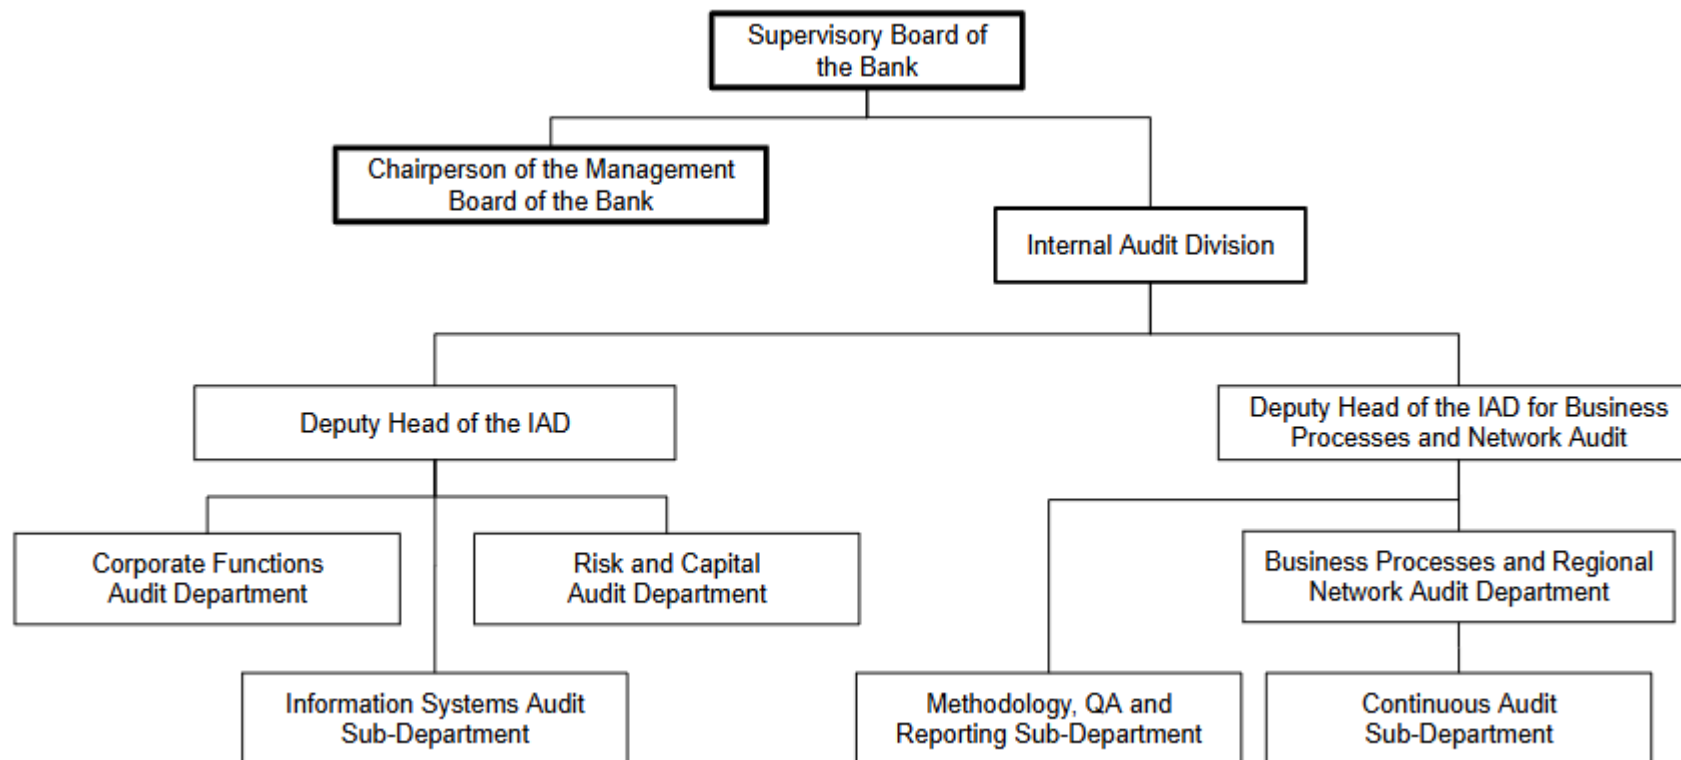 Supervisory Board of
the Bank
Chairperson of the Management
Board of the Bank
Internal Audit Division
Deputy Head of the IAD
Deputy Head of the IAD for Business
Processes and Network Audit
Corporate Functions
Audit Department
Risk and Capital
Audit Department
Business Processes and Regional
Network Audit Department
Information Systems Audit
Sub-Department
Methodology, QA and
Reporting Sub-Department
Continuous Audit
Sub-Department